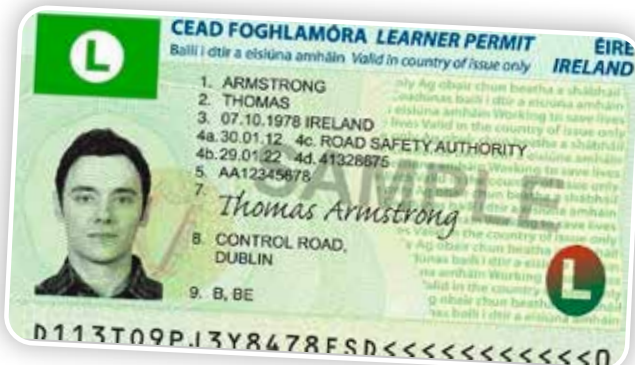 L
CEAD FOGHLAMÓRA LEARNER PERMIT
ÉIRE
Bailí i dtír a eisiúna amháin Valid in country of issue only
IRELAND
1. ARMSTRONG
2. THOMAS
3. 07.10.1978 IRELAND
4a.30.01.12 4c. ROAD SAFETY AUTHORITY
4b.29.01.22 4d. 41328675
5. AA12345678
7.
Thomas Armstrong
SAMPLE
8. CONTROL ROAD,
DUBLIN
9. B, BE
L
D113T09PJ3Y8478FSD<<<<<<<<<<<0